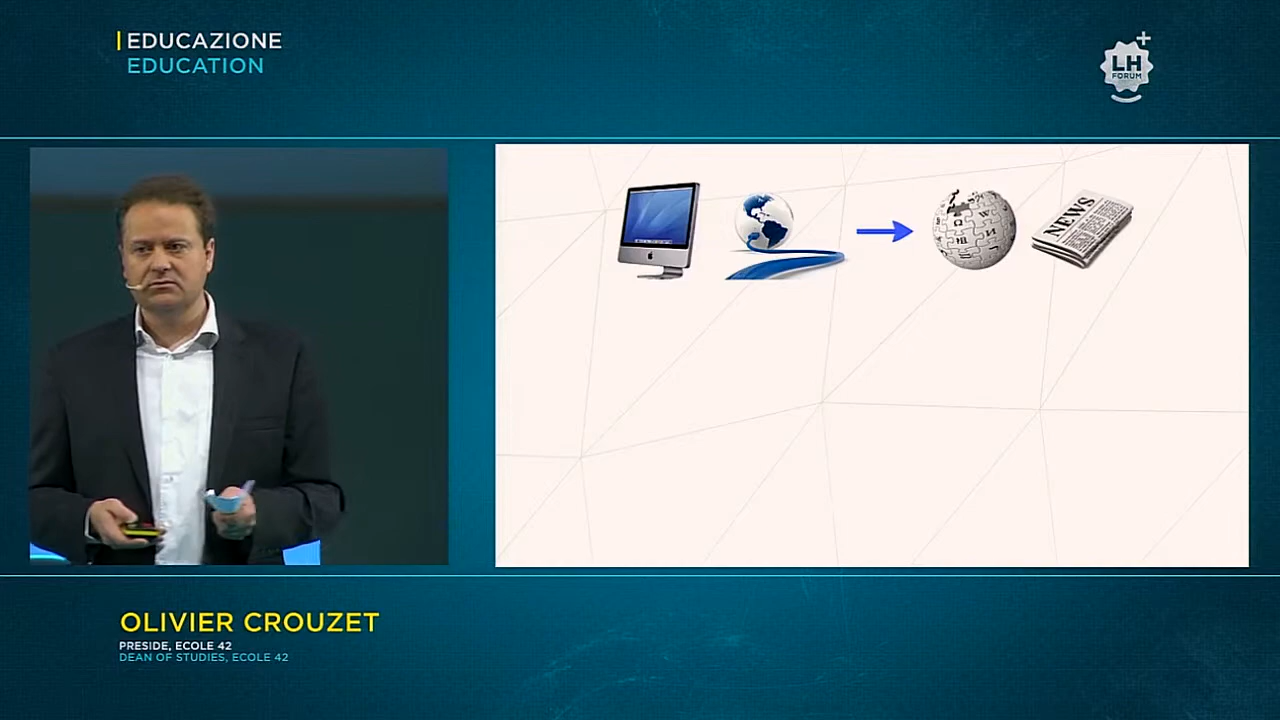 EDUCAZIONE
EDUCATION
LH
FORUM
NEWS
OLIVIER CROUZET
PRESIDE, ECOLE 42
DEAN OF STUDIES, ECOLE 42